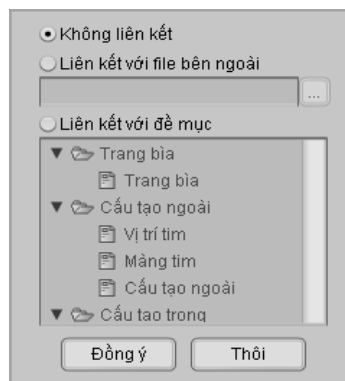 Không liên kết
Liên kết với file bên ngoài
...
Liên kết với đề mục
Trang bìa
Trang bìa
Cấu tạo ngoài
Vị trí tim
Màng tim
Cấu tạo ngoài
Cấu tạo trong
Đồng ý Thôi